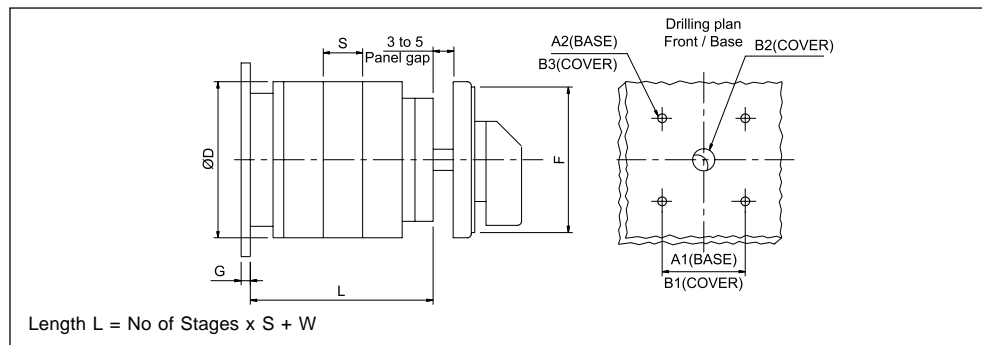 S
3 to 5
Panel gap
Drilling plan
Front / Base
A2(BASE)
B3(COVER)
B2(COVER)
ØD
F
G
L
A1(BASE)
B1(COVER)
Length L = No of Stages x S + W